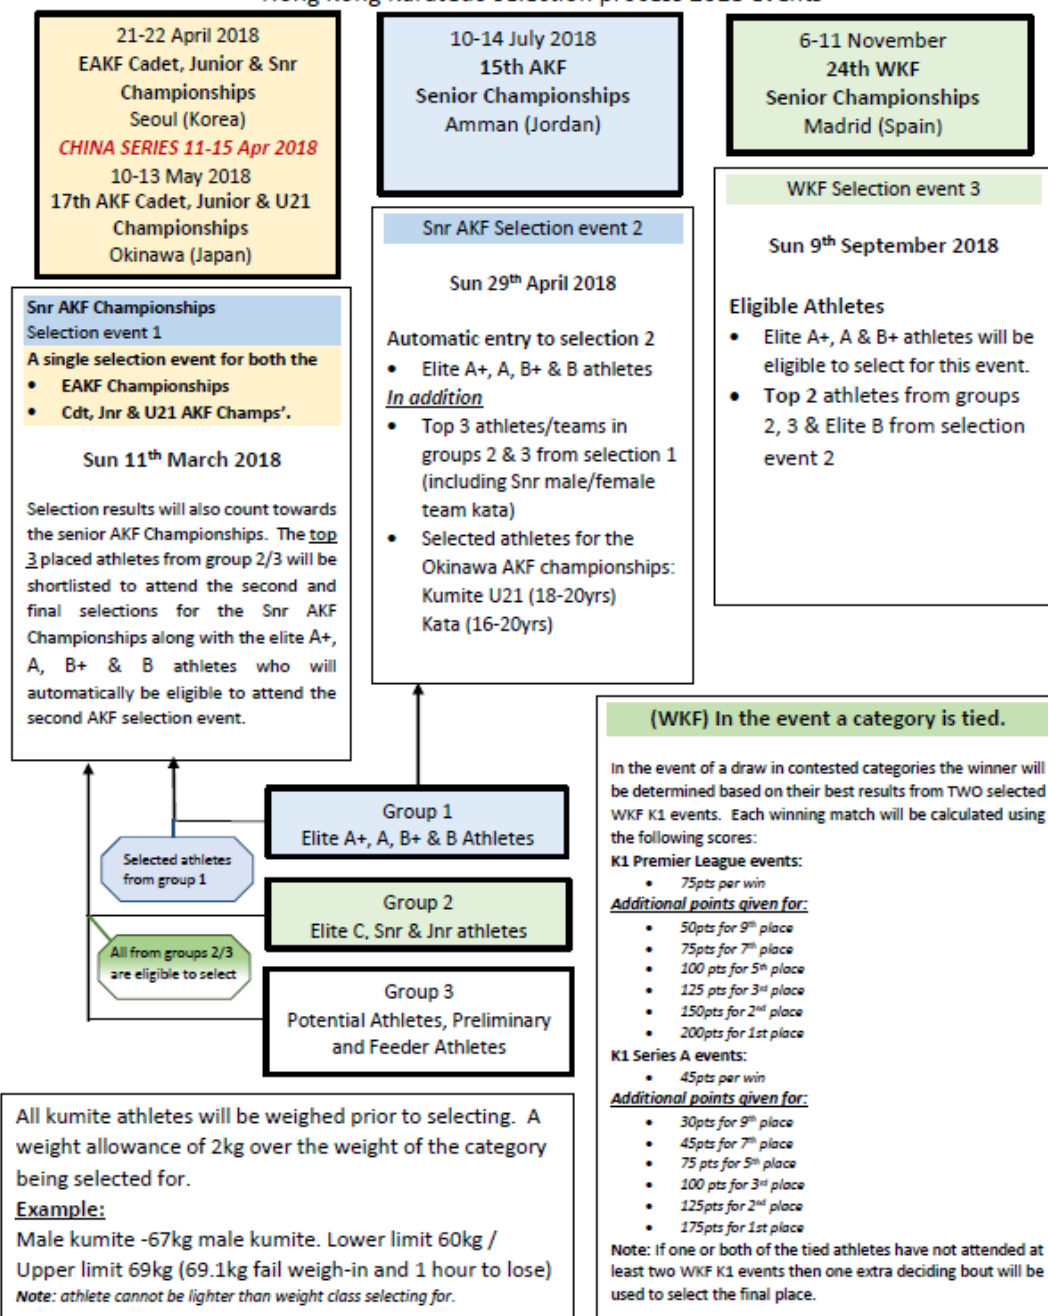 21-22 April 2018
EAKF Cadet, Junior & Snr
Championships
Seoul (Korea)
CHINA SERIES 11-15 Apr 2018
10-13 May 2018
17th AKF Cadet, Junior & U21
Championships
Okinawa (Japan)
10-14 July 2018
15th AKF
Senior Championships
Amman (Jordan)
6-11 November
24th WKF
Senior Championships
Madrid (Spain)
Snr AKF Championships
Selection event 1
A single selection event for both the
• EAKF Championships
• Cdt, Jnr & U21 AKF Champs'.
Sun 11th March 2018
Selection results will also count towards
the senior AKF Championships. The top
3 placed athletes from group 2/3 will be
shortlisted to attend the second and
final selections for the Snr AKF
Championships along with the elite A+,
A, B+ & B athletes who will
automatically be eligible to attend the
second AKF selection event.
Snr AKF Selection event 2
Sun 29th April 2018
Automatic entry to selection 2
• Elite A+, A, B+ & B athletes
In addition
• Top 3 athletes/teams in
groups 2 & 3 from selection 1
(including Snr male/female
team kata)
• Selected athletes for the
Okinawa AKF championships:
Kumite U21 (18-20yrs)
Kata (16-20yrs)
WKF Selection event 3
Sun 9th September 2018
Eligible Athletes
• Elite A+, A & B+ athletes will be
eligible to select for this event.
• Top 2 athletes from groups
2, 3 & Elite B from selection
event 2
Group 1
Elite A+, A, B+ & B Athletes
Selected athletes
from group 1
Group 2
Elite C, Snr & Jnr athletes
All from groups 2/3
are eligible to select
Group 3
Potential Athletes, Preliminary
and Feeder Athletes
(WKF) In the event a category is tied.
In the event of a draw in contested categories the winner will
be determined based on their best results from TWO selected
WKF K1 events. Each winning match will be calculated using
the following scores:
K1 Premier League events:
• 75pts per win
Additional points given for:
• 50pts for 9th place
• 75pts for 7th place
• 100 pts for 5th place
• 125 pts for 3rd place
• 150pts for 2nd place
• 200pts for 1st place
K1 Series A events:
• 45pts per win
Additional points given for:
• 30pts for 9th place
• 45pts for 7th place
• 75 pts for 5th place
• 100 pts for 3rd place
• 125pts for 2nd place
• 175pts for 1st place
Note: If one or both of the tied athletes have not attended at
least two WKF K1 events then one extra deciding bout will be
used to select the final place.
All kumite athletes will be weighed prior to selecting. A
weight allowance of 2kg over the weight of the category
being selected for.
Example:
Male kumite -67kg male kumite. Lower limit 60kg /
Upper limit 69kg (69.1kg fail weigh-in and 1 hour to lose)
Note: athlete cannot be lighter than weight class selecting for.